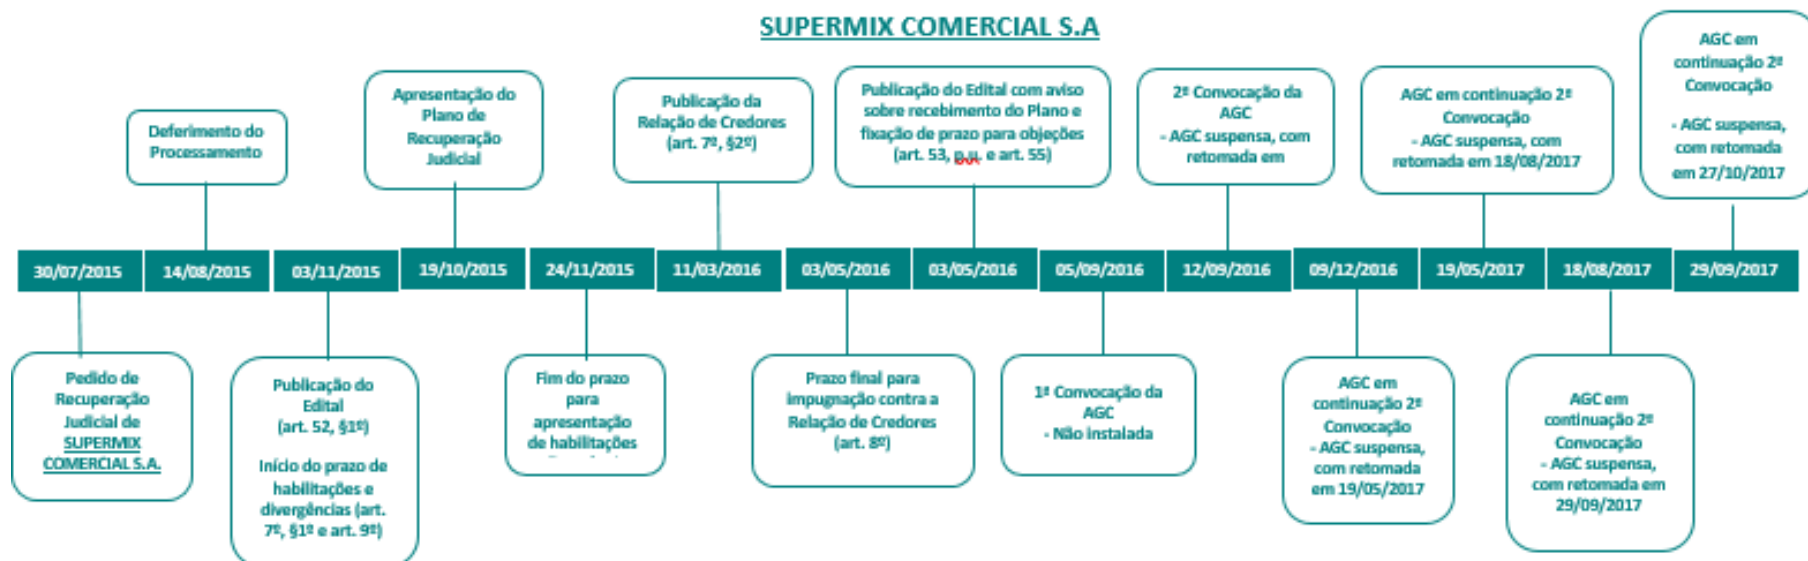 SUPERMIX COMERCIAL S.A
Deferimento do
Processamento
Apresentação do
Plano de
Recuperação
Judicial
Publicação da
Relação de Credores
(art. 7º, §2º)
Publicação do Edital com aviso
sobre recebimento do Plano e
fixação de prazo para objeções
(art. 53, p.u. e art. 55)
2ª Convocação da
AGC
- AGC suspensa, com
retomada em
AGC em continuação 2ª
Convocação
- AGC suspensa, com
retomada em 18/08/2017
AGC em
continuação 2ª
Convocação
- AGC suspensa,
com retomada
em 27/10/2017
30/07/2015
14/08/2015
03/11/2015
19/10/2015
24/11/2015
11/03/2016
03/05/2016
03/05/2016
05/09/2016
12/09/2016
09/12/2016
19/05/2017
18/08/2017
29/09/2017
Pedido de
Recuperação
Judicial de
SUPERMIX
COMERCIAL S.A.
Publicação do
Edital
(art. 52, §1º)
Início do prazo de
habilitações e
divergências (art.
7º, §1º e art. 9º)
Fim do prazo
para
apresentação
de habilitações
Prazo final para
impugnação contra a
Relação de Credores
(art. 8º)
1ª Convocação da
AGC
- Não instalada
AGC em
continuação 2ª
Convocação
- AGC suspensa,
com retomada
em 19/05/2017
AGC em
continuação 2ª
Convocação
- AGC suspensa,
com retomada em
29/09/2017